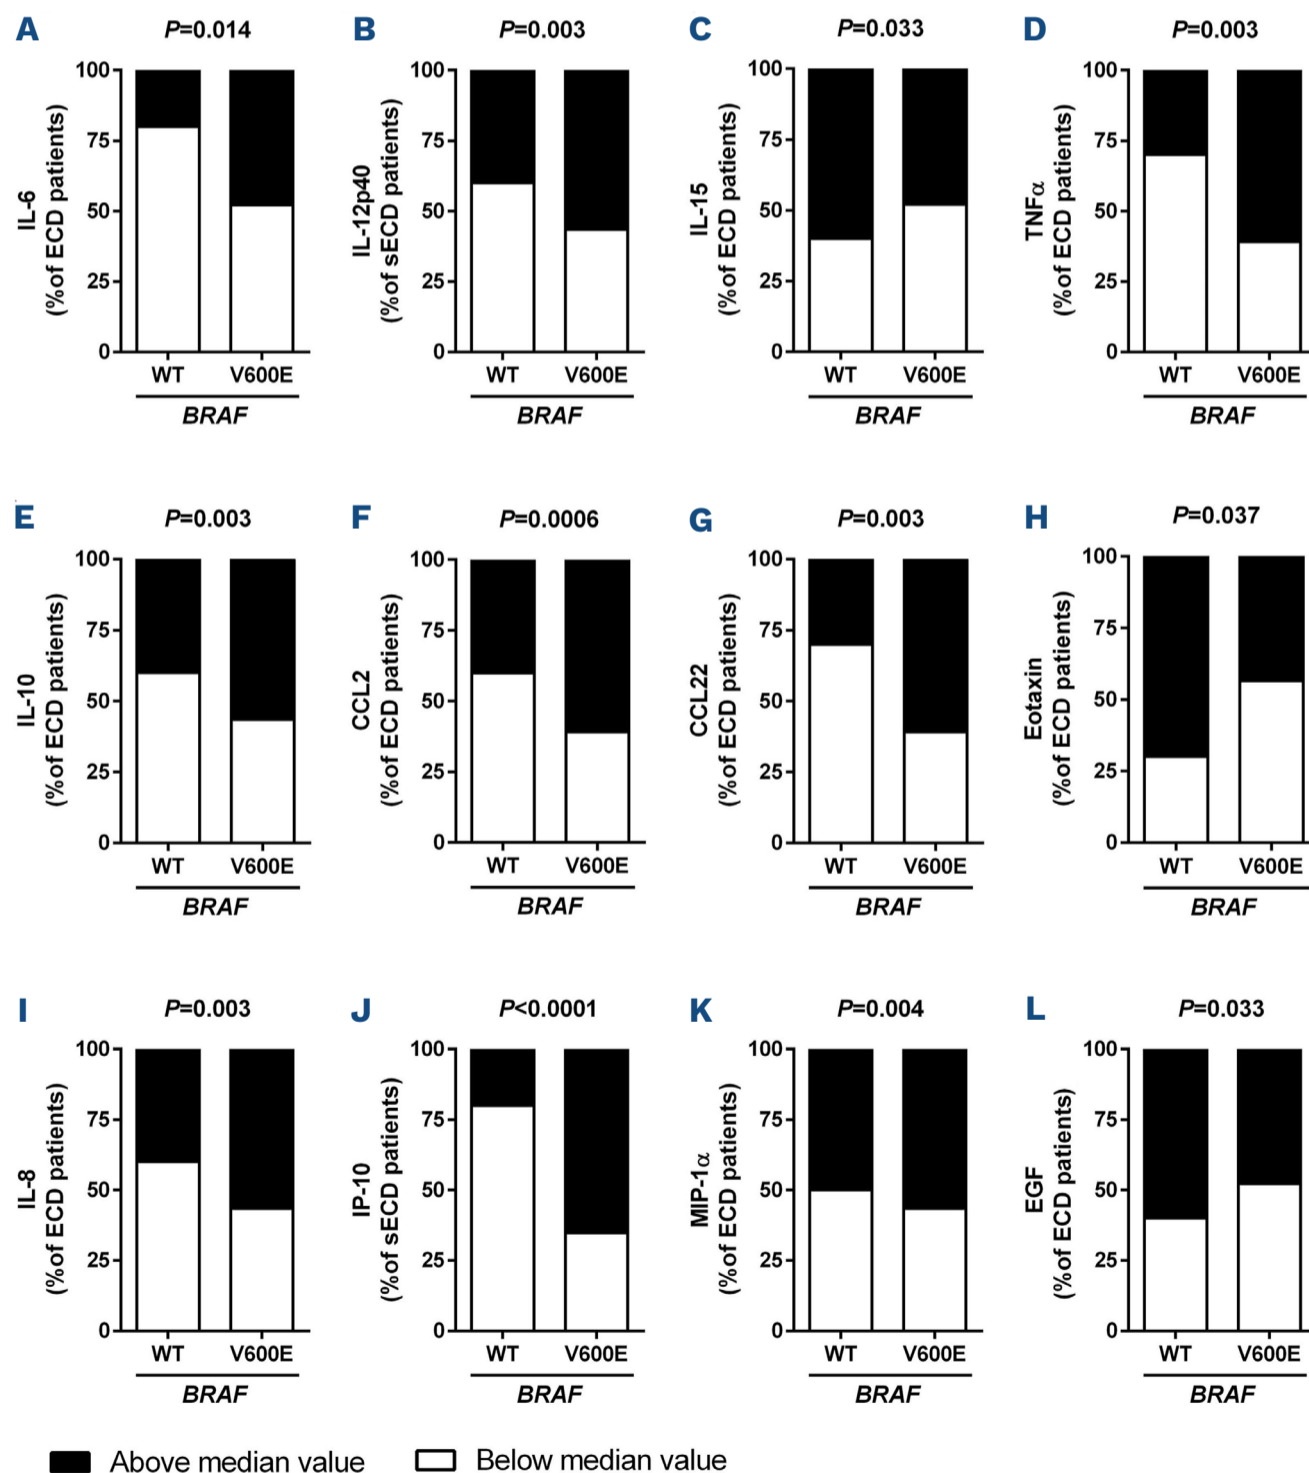 A
P=0.014
100
75
50
25
0
IL-6
(%of ECD patients)
WT V600E
BRAF
B
P=0.003
100
75
50
25
0
IL-12p40
(%of sECD patients)
WT V600E
BRAF
C
P=0.033
100
75
50
25
0
IL-15
(%of ECD patients)
WT V600E
BRAF
D
P=0.003
100
75
50
25
0
TNFα
(%of ECD patients)
WT V600E
BRAF
E
P=0.003
100
75
50
25
0
IL-10
(%of ECD patients)
WT V600E
BRAF
F
P=0.0006
100
75
50
25
0
CCL2
(%of ECD patients)
WT V600E
BRAF
G
P=0.003
100
75
50
25
0
CCL22
(%of ECD patients)
WT V600E
BRAF
H
P=0.037
100
75
50
25
0
Eotaxin
(%of ECD patients)
WT V600E
BRAF
I
P=0.003
100
75
50
25
0
IL-8
(%of ECD patients)
WT V600E
BRAF
J
P<0.0001
100
75
50
25
0
IP-10
(%of sECD patients)
WT V600E
BRAF
K
P=0.004
100
75
50
25
0
MIP-1α
(%of ECD patients)
WT V600E
BRAF
L
P=0.033
100
75
50
25
0
EGF
(%of ECD patients)
WT V600E
BRAF
Above median value
Below median value